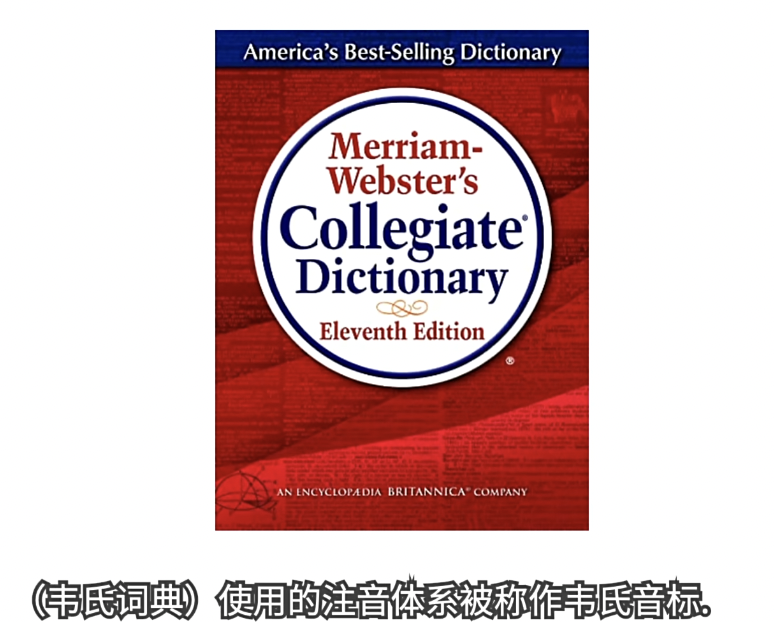 America's Best-Selling Dictionary
Merriam-
Webster's
Collegiate®
Dictionary
Eleventh Edition
®
AN ENCYCLOPÆDIA BRITANNICA® COMPANY
（韦氏词典）使用的注音体系被称作韦氏音标.